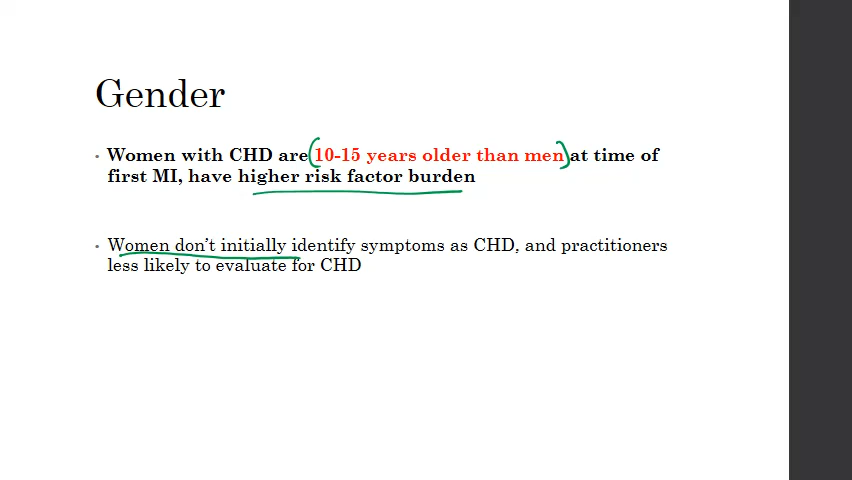 Gender
• Women with CHD are (10-15 years older than men) at time of
first MI, have higher risk factor burden
• Women don't initially identify symptoms as CHD, and practitioners
less likely to evaluate for CHD